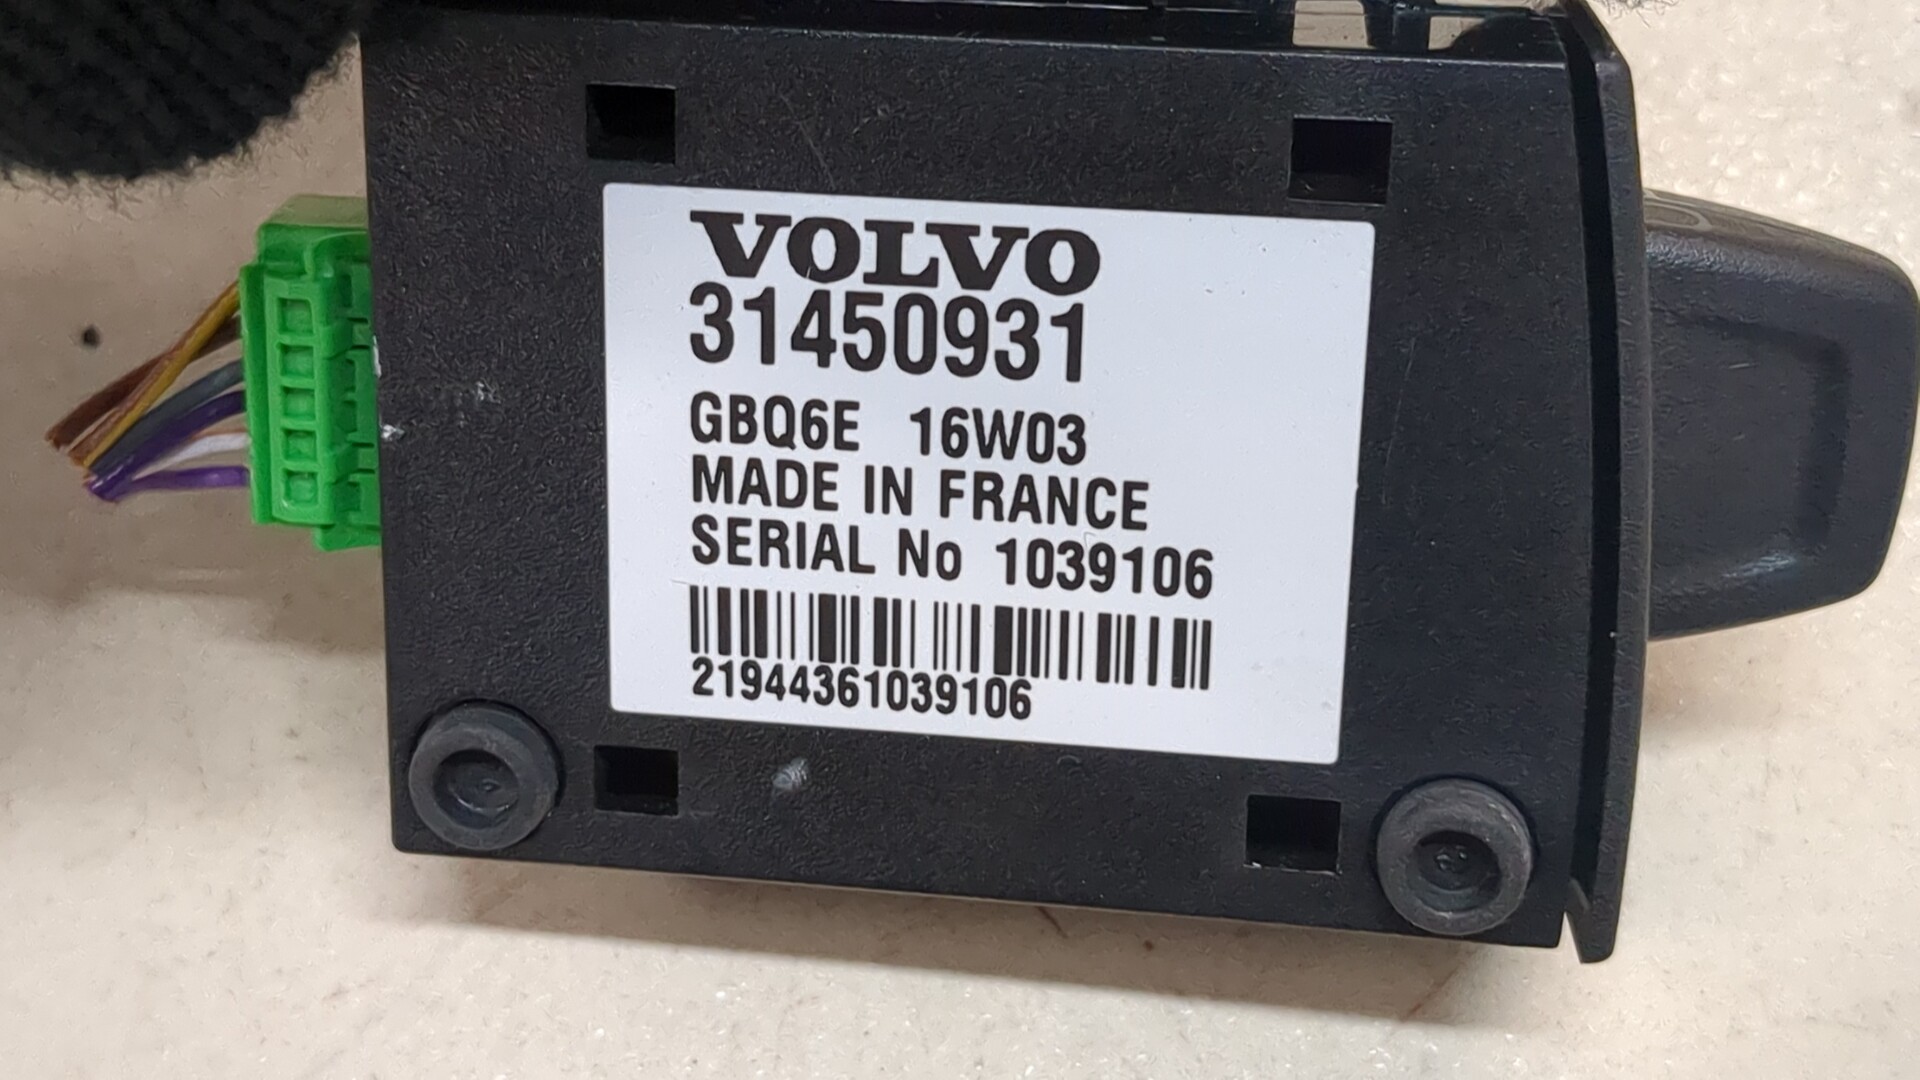 VOLVO
31450931
GBQ6E 16W03
MADE IN FRANCE
SERIAL No 1039106
21944361039106